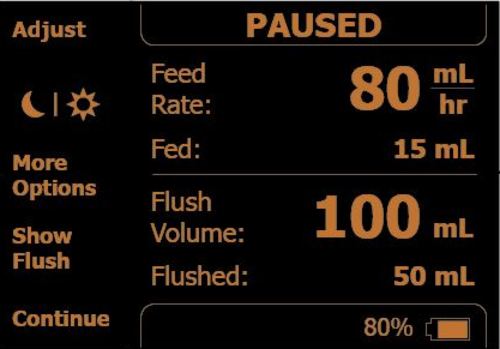 Adjust
PAUSED
Feed
Rate:
80 mL
hr
Fed: 15 mL
More
Options
Flush
Volume:
100 mL
Show
Flush
Flushed: 50 mL
Continue
80%